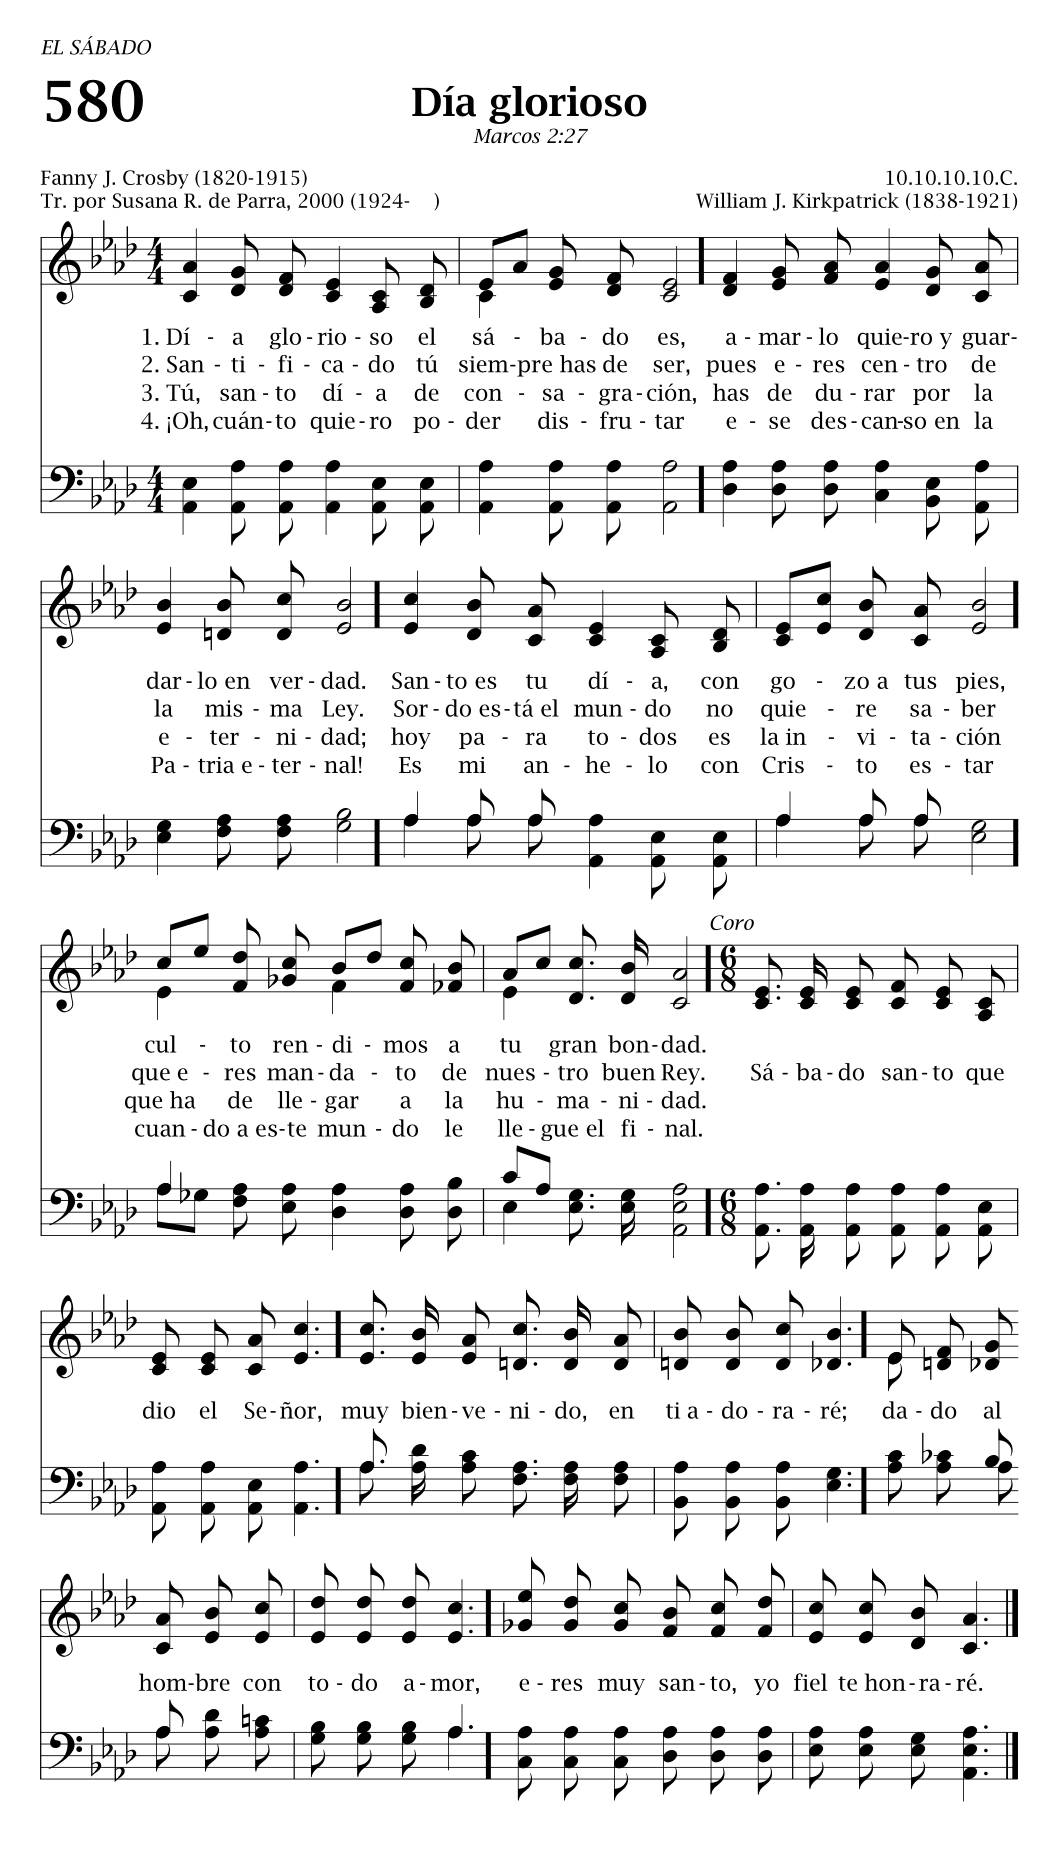 EL SÁBADO
580
Día glorioso
Marcos 2:27
Fanny J. Crosby (1820-1915)
10.10.10.10.C.
Tr. por Susana R. de Parra, 2000 (1924-    )
William J. Kirkpatrick (1838-1921)
4 4
1. Dí - a glo - rio - so el sá - ba - do es, a - mar - lo quie - ro y guar-
2. San - ti - fi - ca - do tú siem - pre has de ser, pues e - res cen - tro de
3. Tú, san - to dí - a de con - sa - gra - ción, has de du - rar por la
4. ¡Oh, cuán - to quie - ro po - der dis - fru - tar e - se des - can - so en la
4 4
dar - lo en ver - dad. San - to es tu dí - a, con go - zo a tus pies,
la mis - ma Ley. Sor - do es - tá el mun - do no quie - re sa - ber
e - ter - ni - dad; hoy pa - ra to - dos es la in - vi - ta - ción
Pa - tria e - ter - nal! Es mi an - he - lo con Cris - to es - tar
Coro
6 8
cul - to ren - di - mos a tu gran bon - dad.
que e - res man - da - to de nues - tro buen Rey. Sá - ba - do san - to que
que ha de lle - gar a la hu - ma - ni - dad.
cuan - do a es - te mun - do le lle - gue el fi - nal.
6 8
dio el Se - ñor, muy bien - ve - ni - do, en ti a - do - ra - ré; da - do al
hom - bre con to - do a - mor, e - res muy san - to, yo fiel te hon - ra - ré.